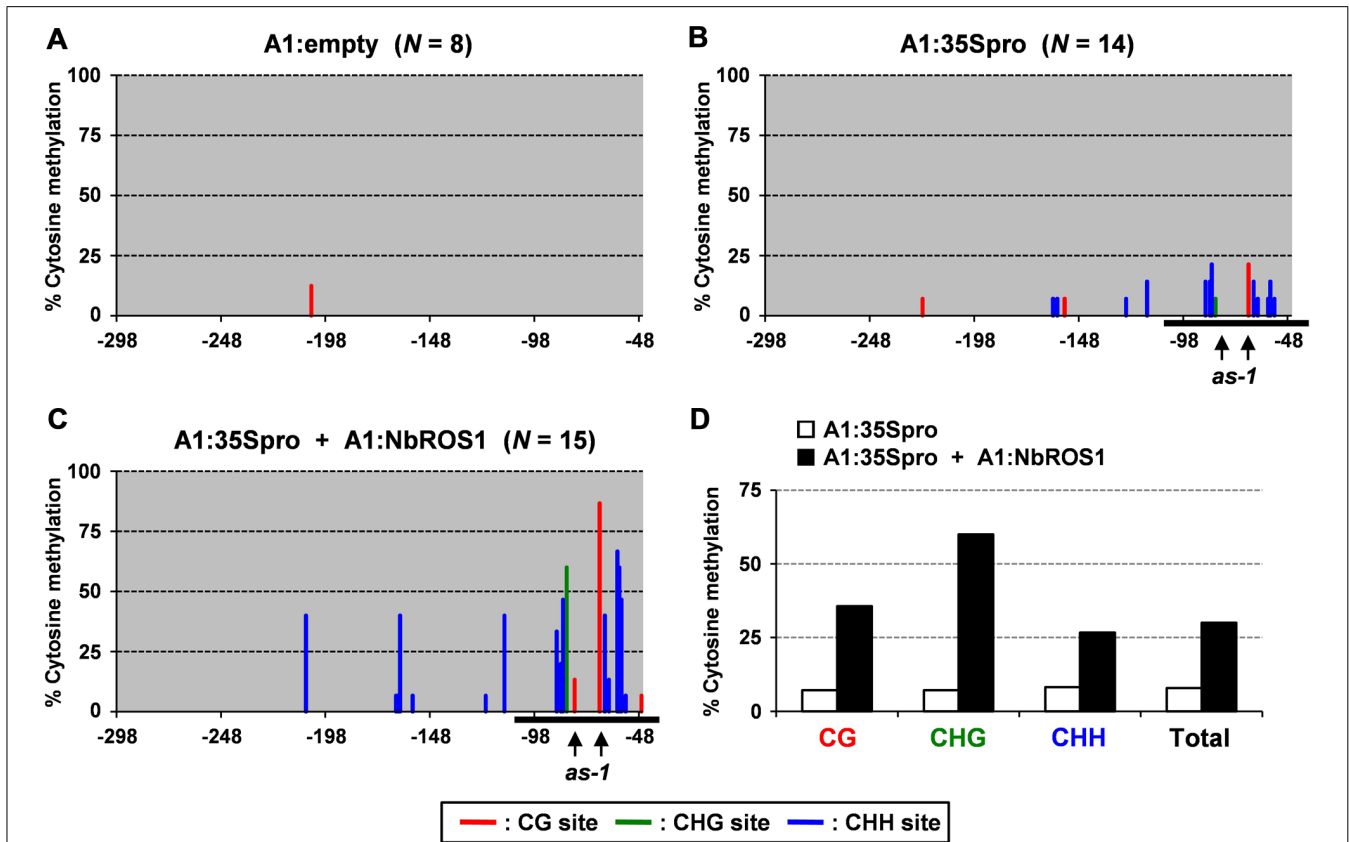 A
A1:empty (N = 8)
% Cytosine methylation
100
75
50
25
0
-298 -248 -198 -148 -98 -48
B
A1:35Spro (N = 14)
% Cytosine methylation
100
75
50
25
0
-298 -248 -198 -148 -98 -48
as-1
C
A1:35Spro + A1:NbROS1 (N = 15)
% Cytosine methylation
100
75
50
25
0
-298 -248 -198 -148 -98 -48
as-1
D
A1:35Spro
A1:35Spro + A1:NbROS1
% Cytosine methylation
75
50
25
0
CG CHG CHH Total
: CG site : CHG site : CHH site